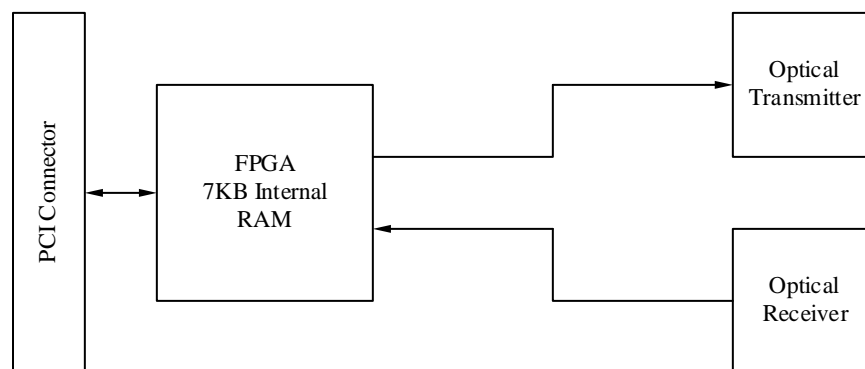 PCI Connector
FPGA
7KB Internal
RAM
Optical
Transmitter
Optical
Receiver